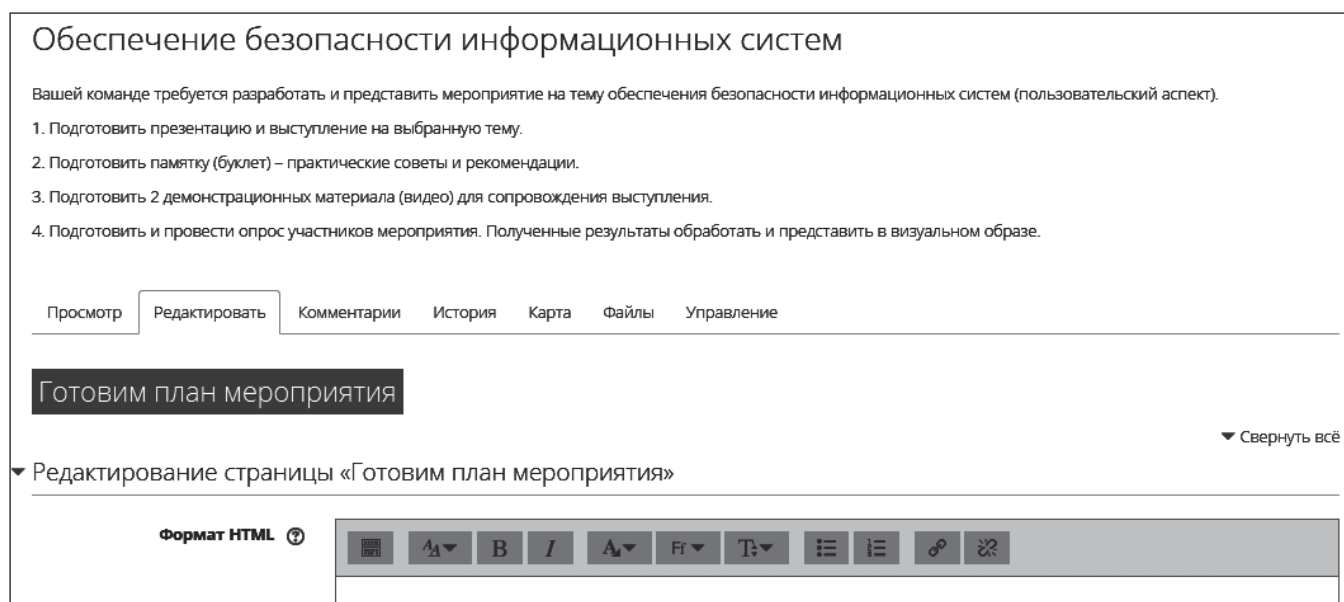 Обеспечение безопасности информационных систем
Вашей команде требуется разработать и представить мероприятие на тему обеспечения безопасности информационных систем (пользовательский аспект).
1. Подготовить презентацию и выступление на выбранную тему.
2. Подготовить памятку (буклет) – практические советы и рекомендации.
3. Подготовить 2 демонстрационных материала (видео) для сопровождения выступления.
4. Подготовить и провести опрос участников мероприятия. Полученные результаты обработать и представить в визуальном образе.
Просмотр Редактировать Комментарии История Карта Файлы Управление
Готовим план мероприятия
Свернуть всё
Редактирование страницы «Готовим план мероприятия»
Формат HTML
B I Ff T